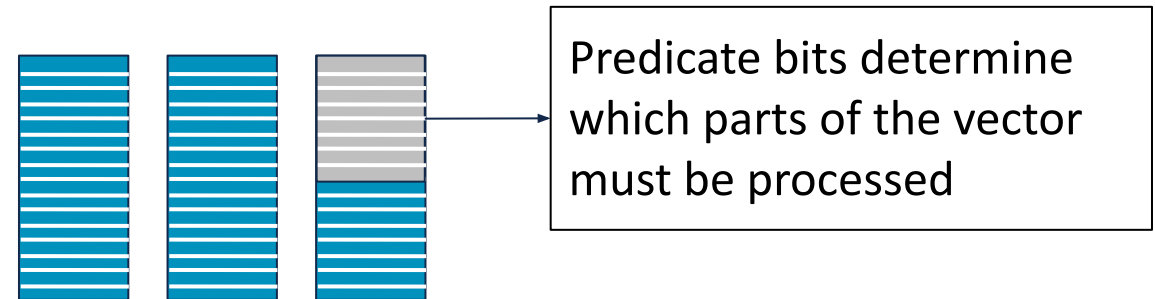 Predicate bits determine
which parts of the vector
must be processed